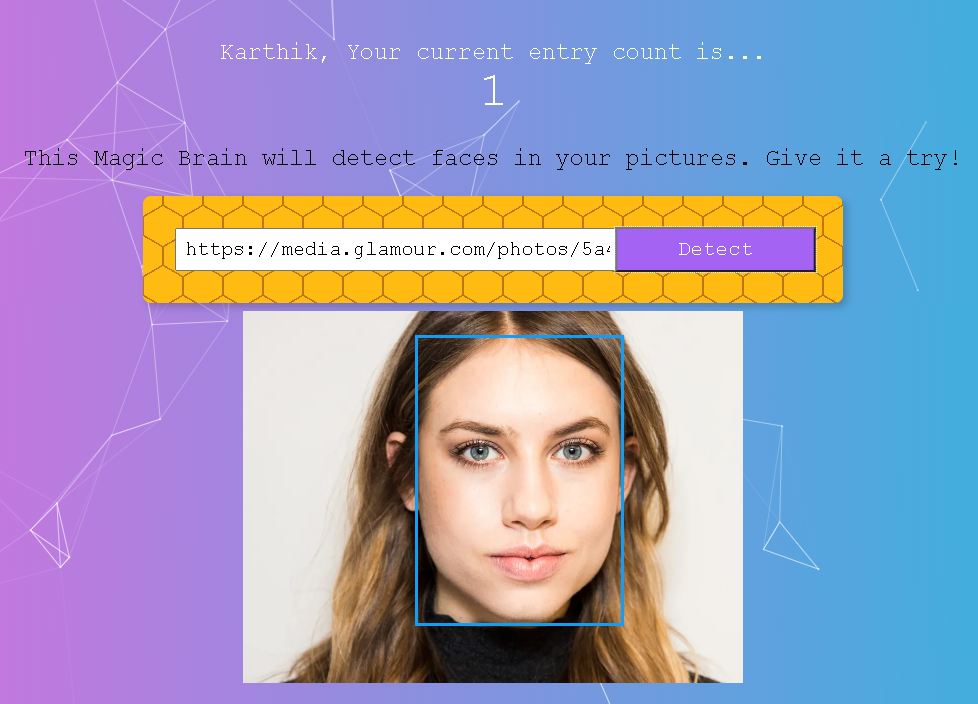 Karthik, Your current entry count is...
1
This Magic Brain will detect faces in your pictures. Give it a try!
https://media.glamour.com/photos/5a4
Detect